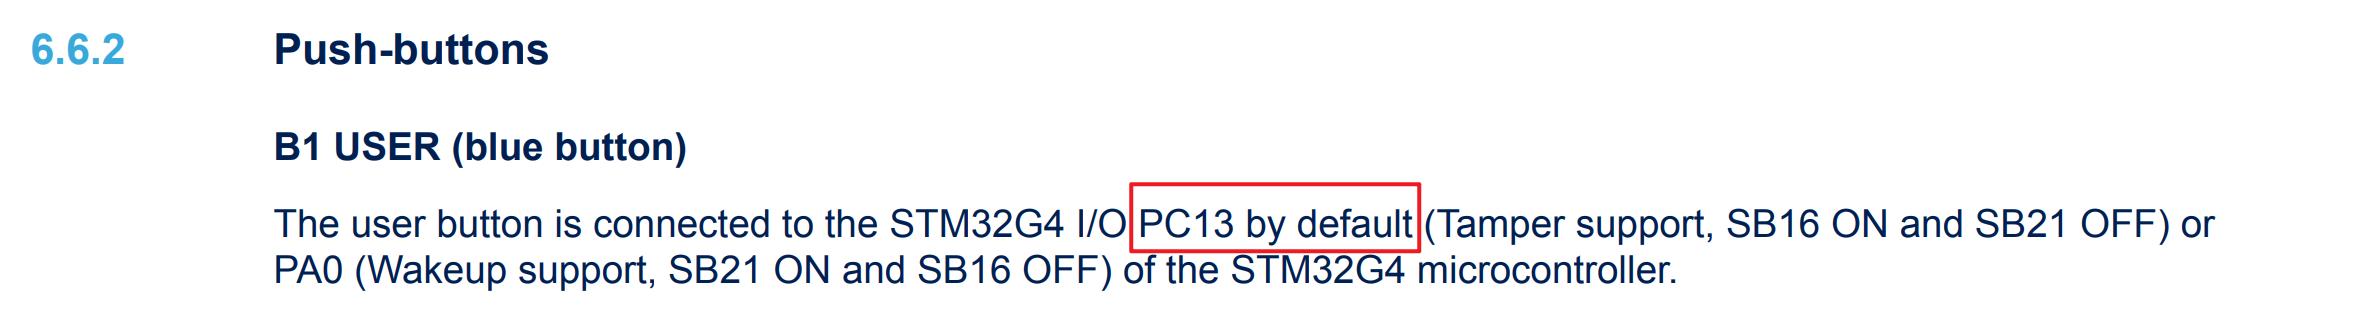 6.6.2 Push-buttons
B1 USER (blue button)
The user button is connected to the STM32G4 I/O PC13 by default (Tamper support, SB16 ON and SB21 OFF) or
PA0 (Wakeup support, SB21 ON and SB16 OFF) of the STM32G4 microcontroller.